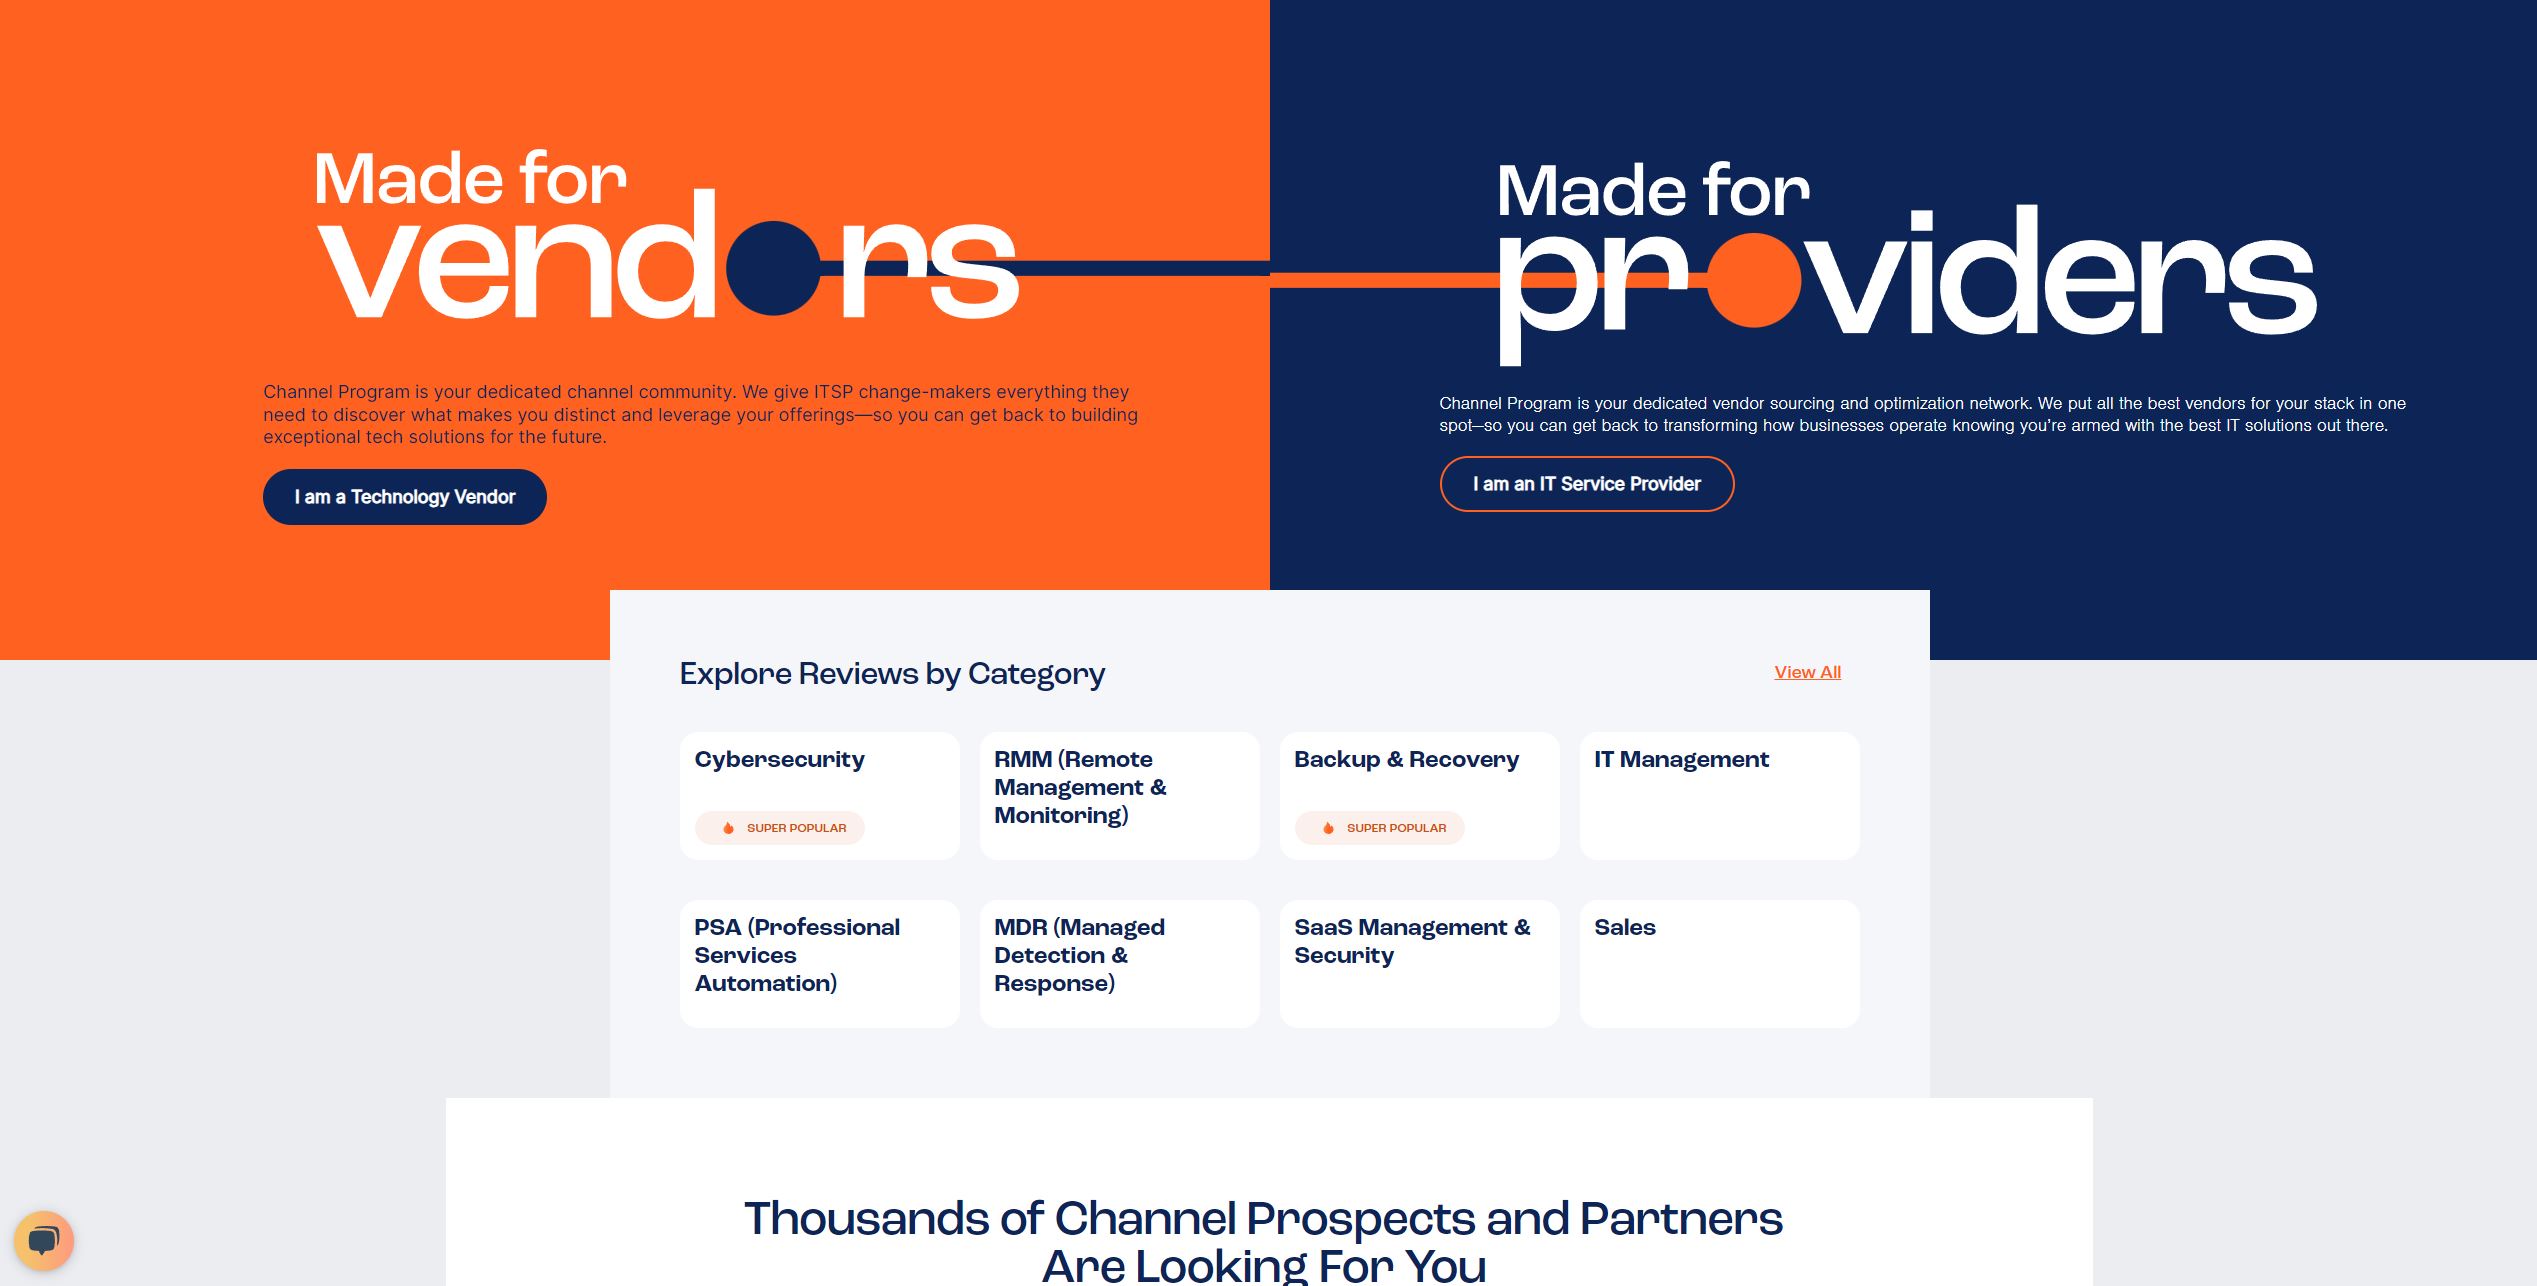 Made for
vendors
Channel Program is your dedicated channel community. We give ITSP change-makers everything they
need to discover what makes you distinct and leverage your offerings—so you can get back to building
exceptional tech solutions for the future.
I am a Technology Vendor
Made for
providers
Channel Program is your dedicated vendor sourcing and optimization network. We put all the best vendors for your stack in one
spot—so you can get back to transforming how businesses operate knowing you’re armed with the best IT solutions out there.
I am an IT Service Provider
Explore Reviews by Category
View All
Cybersecurity
SUPER POPULAR
RMM (Remote
Management &
Monitoring)
Backup & Recovery
SUPER POPULAR
IT Management
PSA (Professional
Services
Automation)
MDR (Managed
Detection &
Response)
SaaS Management &
Security
Sales
Thousands of Channel Prospects and Partners
Are Looking For You